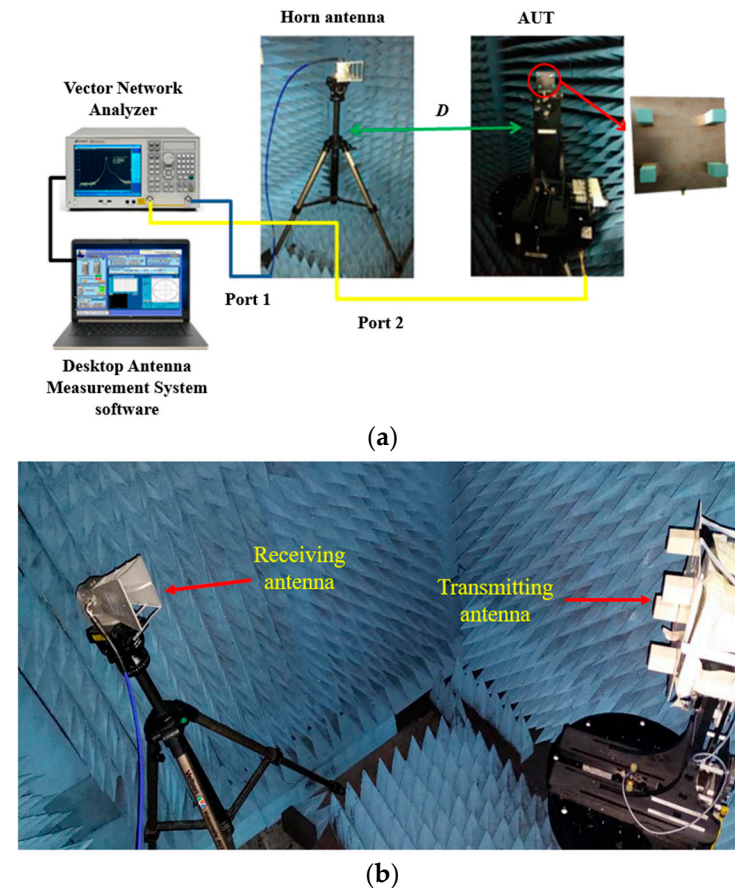 Horn antenna
AUT
Vector Network
Analyzer
D
Port 1
Port 2
Desktop Antenna
Measurement System
software
(a)
Receiving
antenna
Transmitting
antenna
(b)